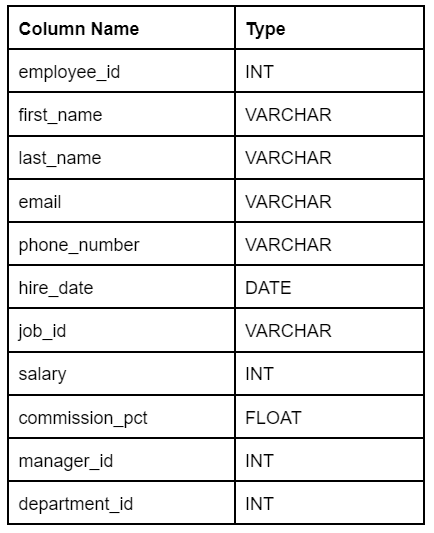 Column Name Type
employee_id INT
first_name VARCHAR
last_name VARCHAR
email VARCHAR
phone_number VARCHAR
hire_date DATE
job_id VARCHAR
salary INT
commission_pct FLOAT
manager_id INT
department_id INT